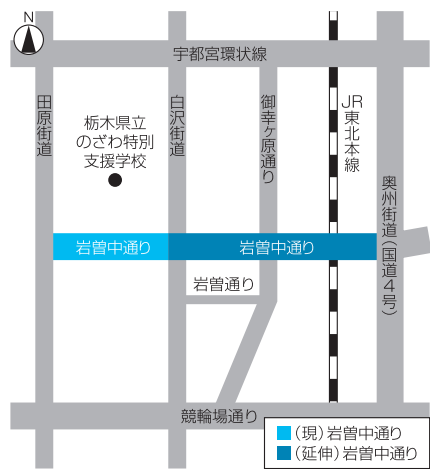 N
宇都宮環状線
田原街道
栃木県立
のざわ特別
支援学校
白沢街道
御幸ヶ原通り
JR東北本線
奥州街道(国道4号)
岩曽中通り
岩曽中通り
岩曽通り
競輪場通り
(現)岩曽中通り
(延伸)岩曽中通り